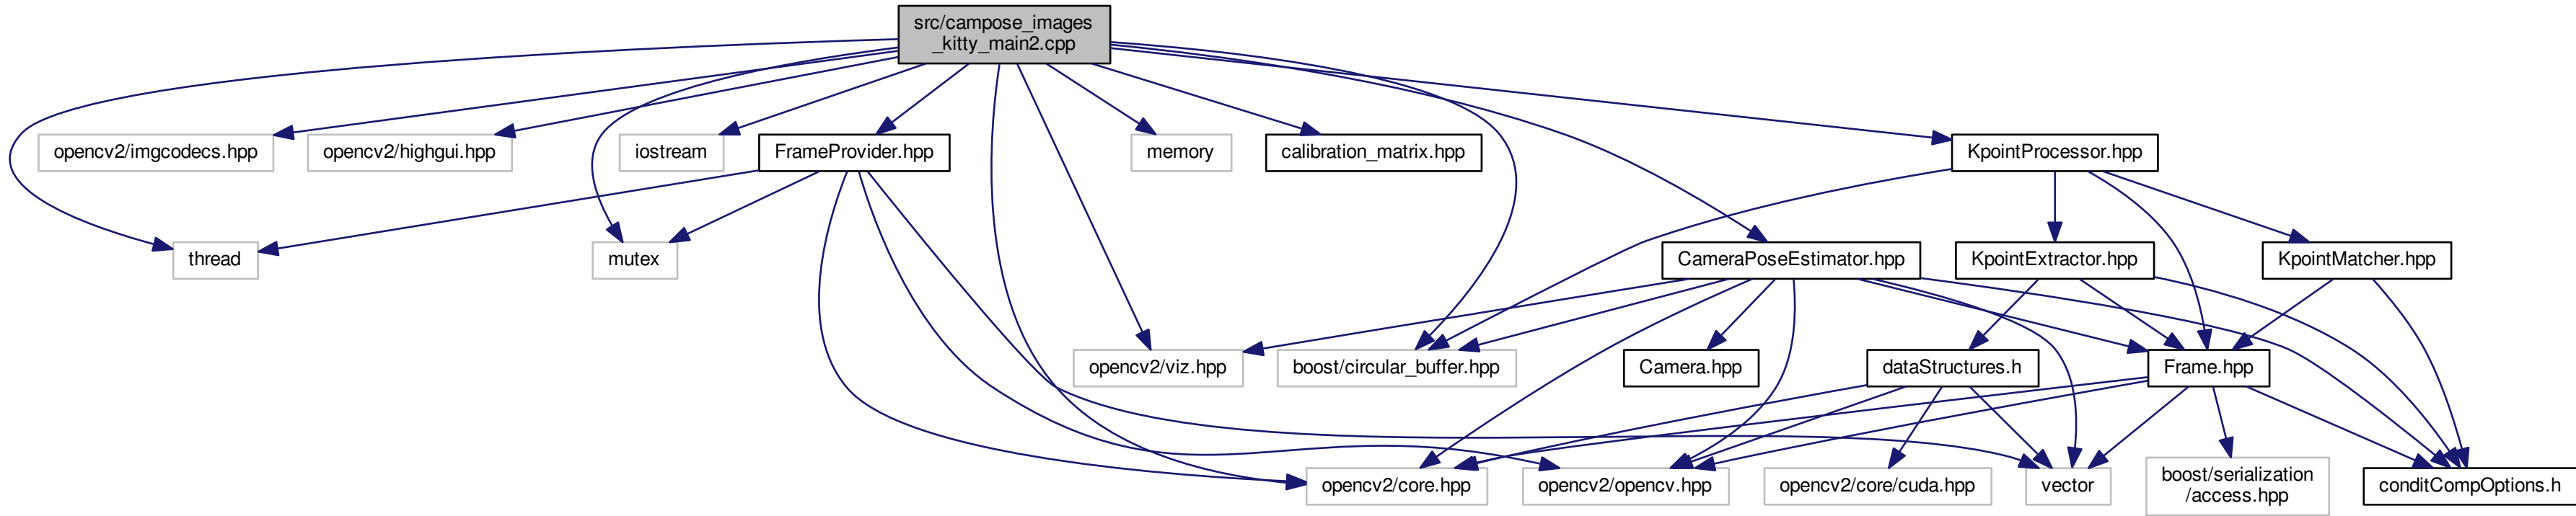 src/campose_images
_kitty_main2.cpp
opencv2/imgcodecs.hpp
opencv2/highgui.hpp
iostream
FrameProvider.hpp
memory
calibration_matrix.hpp
KpointProcessor.hpp
thread
mutex
CameraPoseEstimator.hpp
KpointExtractor.hpp
KpointMatcher.hpp
opencv2/viz.hpp
boost/circular_buffer.hpp
Camera.hpp
dataStructures.h
Frame.hpp
opencv2/core.hpp
opencv2/opencv.hpp
opencv2/core/cuda.hpp
vector
boost/serialization
/access.hpp
conditCompOptions.h